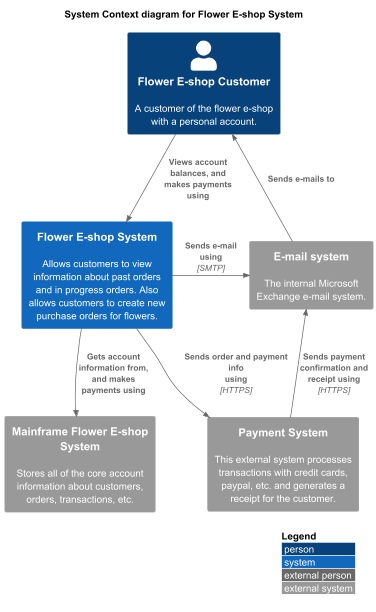 System Context diagram for Flower E-shop System
Flower E-shop Customer
A customer of the flower e-shop
with a personal account.
Views account
balances, and
makes payments
using
Sends e-mails to
Flower E-shop System
Allows customers to view
information about past orders
and in progress orders. Also
allows customers to create new
purchase orders for flowers.
Sends e-mail
using
[SMTP]
E-mail system
The internal Microsoft
Exchange e-mail system.
Gets account
information from,
and makes
payments using
Sends order and payment
info
using
[HTTPS]
Sends payment
confirmation and
receipt using
[HTTPS]
Mainframe Flower E-shop
System
Stores all of the core account
information about customers,
orders, transactions, etc.
Payment System
This external system processes
transactions with credit cards,
paypal, etc. and generates a
receipt for the customer.
Legend
person
system
external person
external system